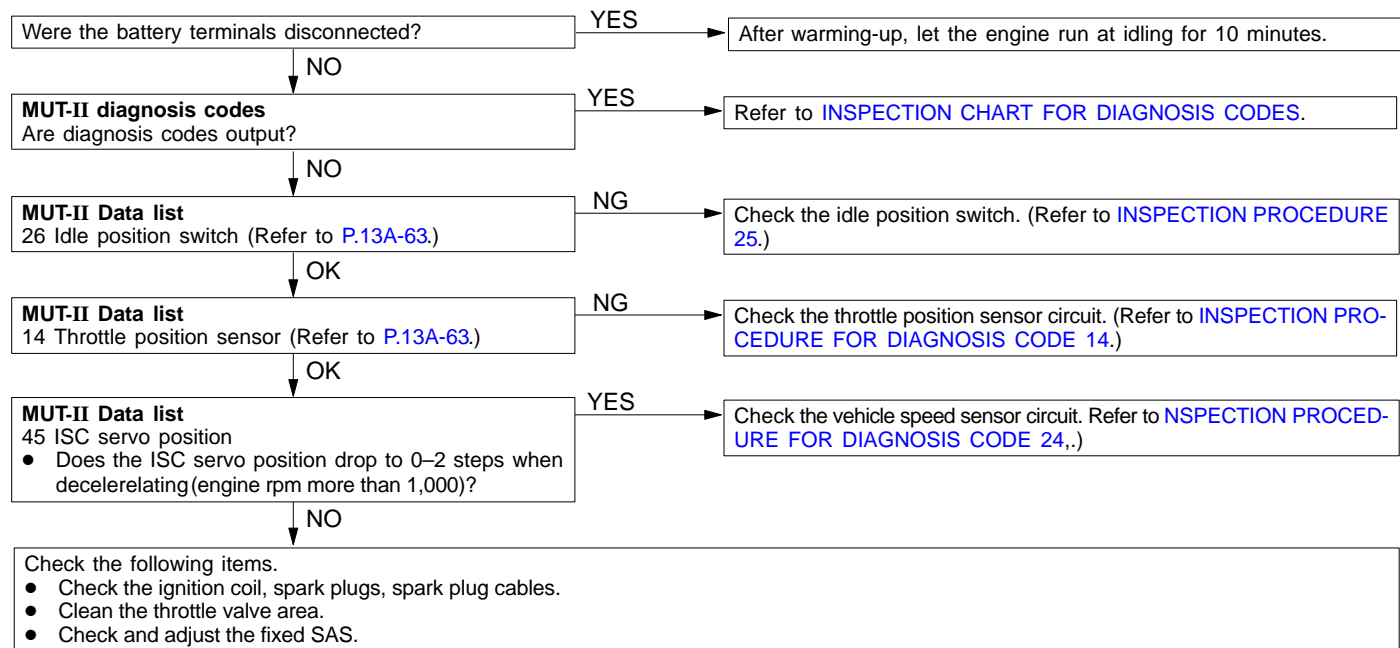 Were the battery terminals disconnected?
YES
After warming-up, let the engine run at idling for 10 minutes.
NO
MUT-II diagnosis codes
Are diagnosis codes output?
YES
Refer to INSPECTION CHART FOR DIAGNOSIS CODES.
NO
MUT-II Data list
26 Idle position switch (Refer to P.13A-63.)
NG
Check the idle position switch. (Refer to INSPECTION PROCEDURE
25.)
OK
MUT-II Data list
14 Throttle position sensor (Refer to P.13A-63.)
NG
Check the throttle position sensor circuit. (Refer to INSPECTION PRO-
CEDURE FOR DIAGNOSIS CODE 14.)
OK
MUT-II Data list
45 ISC servo position
● Does the ISC servo position drop to 0–2 steps when
decelerelating (engine rpm more than 1,000)?
YES
Check the vehicle speed sensor circuit. Refer to NSPECTION PROCED-
URE FOR DIAGNOSIS CODE 24,.)
NO
Check the following items.
● Check the ignition coil, spark plugs, spark plug cables.
● Clean the throttle valve area.
● Check and adjust the fixed SAS.